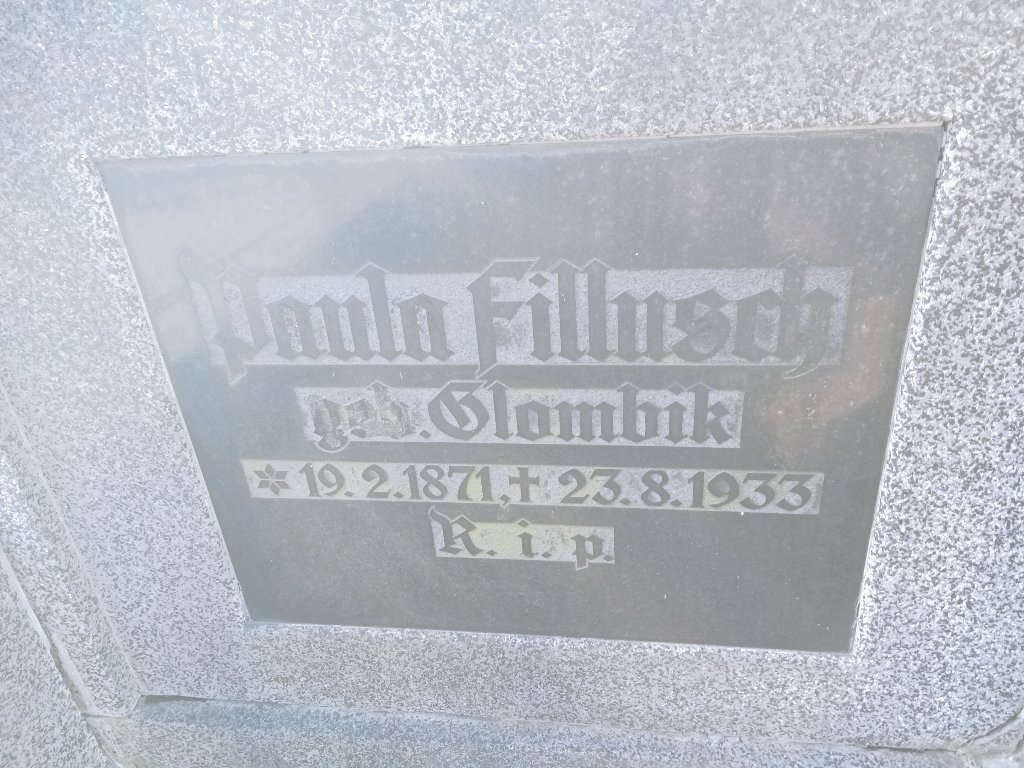 Paula Fillusch
geb. Glombik
* 19. 2. 1871, † 23. 8. 1933
R. i. p.